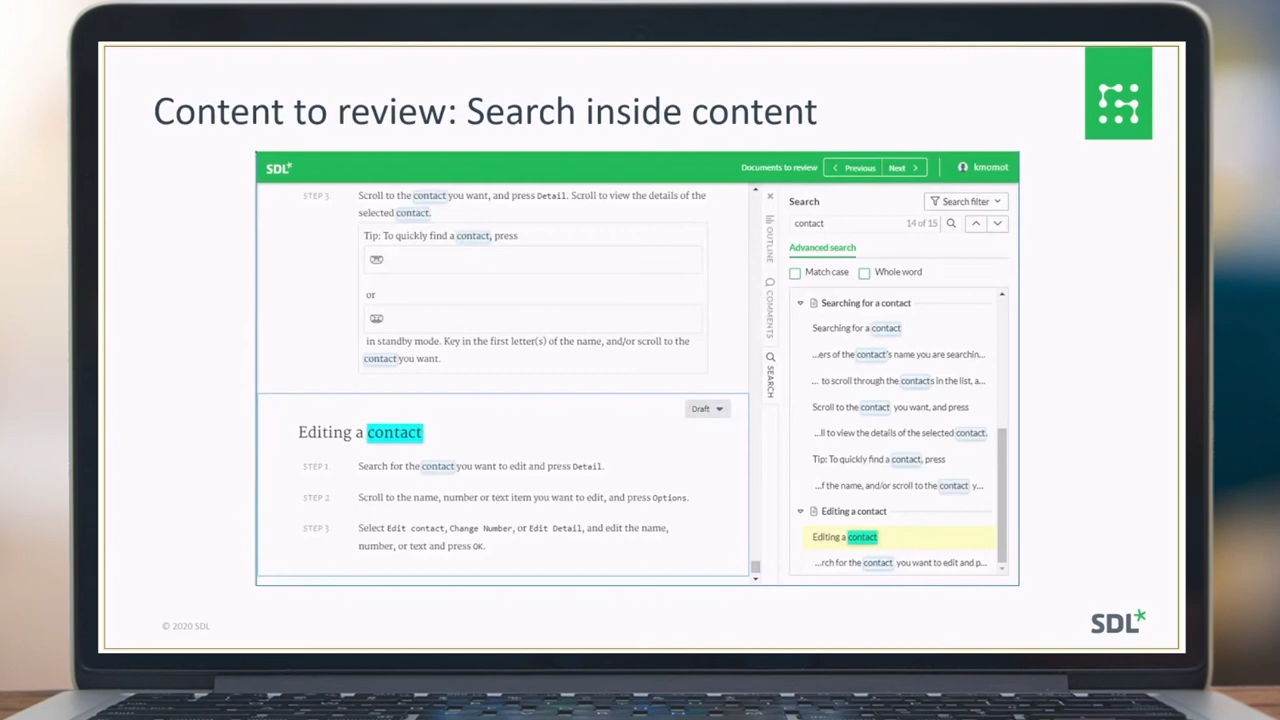 Content to review: Search inside content
SDL*
Documents to review
Previous
Next
kmomot
STEP 3.
Scroll to the contact you want, and press Detail. Scroll to view the details of the
selected contact.
Tip: To quickly find a contact, press
or
in standby mode. Key in the first letter(s) of the name, and/or scroll to the
contact you want.
Draft
Editing a contact
STEP 1.
Search for the contact you want to edit and press Detail.
STEP 2.
Scroll to the name, number or text item you want to edit, and press Options.
STEP 3.
Select Edit contact, Change Number, or Edit Detail, and edit the name,
number, or text and press OK.
OUTLINE
COMMENTS
SEARCH
Search
Search filter
contact
14 of 15
Advanced search
Match case
Whole word
Searching for a contact
Searching for a contact
...ers of the contact's name you are searchin...
... to scroll through the contacts in the list, a...
Scroll to the contact you want, and press
...ll to view the details of the selected contact.
Tip: To quickly find a contact, press
...f the name, and/or scroll to the contact y...
Editing a contact
Editing a contact
...rch for the contact you want to edit and p...
© 2020 SDL
SDL*